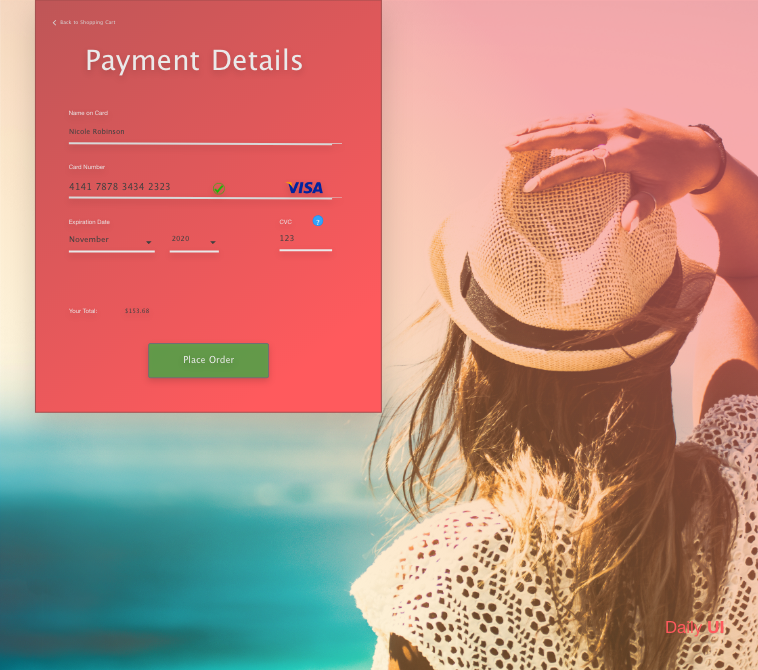 Back to Shopping Cart
Payment Details
Name on Card
Nicole Robinson
Card Number
4141 7878 3434 2323
VISA
Expiration Date
CVC
?
November
2020
123
Your Total:
$153.68
Place Order
Daily UI